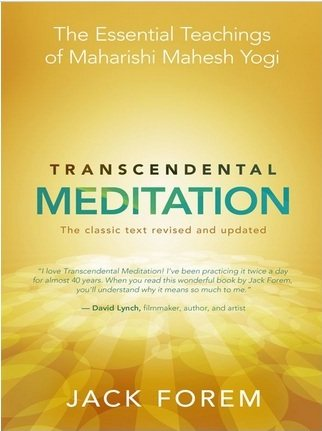 The Essential Teachings
of Maharishi Mahesh Yogi
TRANSCENDENTAL
MEDITATION
The classic text revised and updated
“I love Transcendental Meditation! I’ve been practicing it twice a day
for almost 40 years. When you read this wonderful book by Jack Forem,
you’ll understand why it means so much to me.”
— David Lynch, filmmaker, author, and artist
JACK FOREM